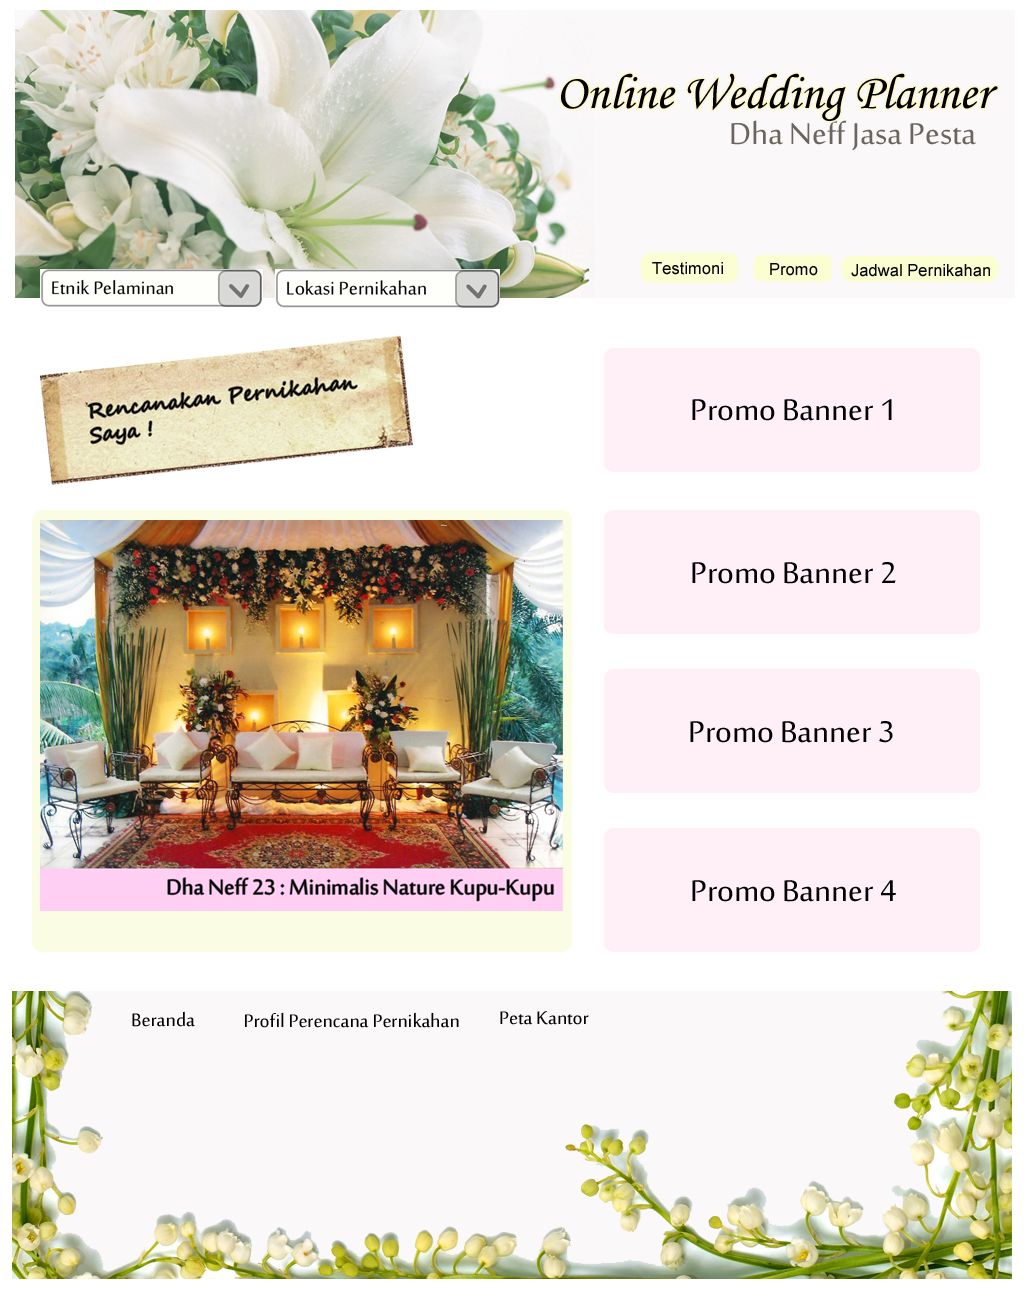 Online Wedding Planner
Dha Neff Jasa Pesta
Testimoni
Promo
Jadwal Pernikahan
Etnik Pelaminan
Lokasi Pernikahan
Rencanakan Pernikahan
Saya !
Promo Banner 1
Promo Banner 2
Promo Banner 3
Promo Banner 4
Dha Neff 23 : Minimalis Nature Kupu-Kupu
Beranda
Profil Perencana Pernikahan
Peta Kantor